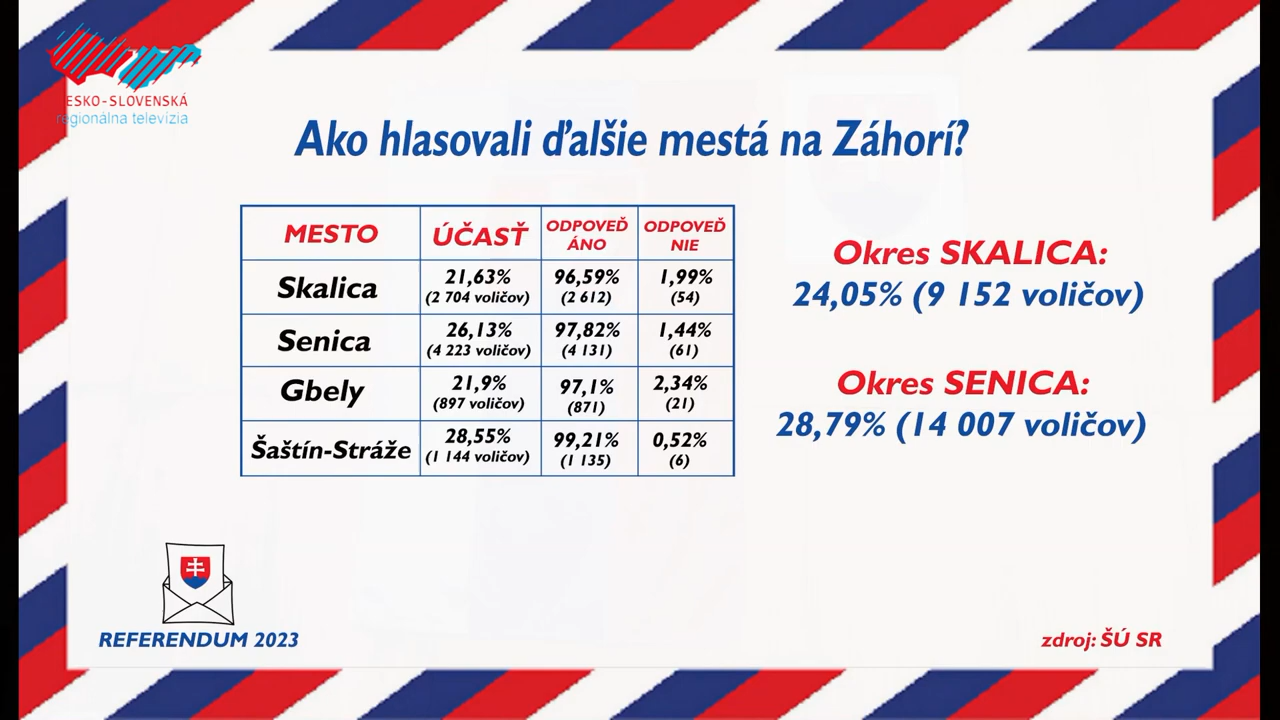 ESKO-SLOVENSKÁ
regionálna televízia
Ako hlasovali ďalšie mestá na Záhorí?
MESTO ÚČASŤ ODPOVEĎ ÁNO ODPOVEĎ NIE
Skalica 21,63% (2 704 voličov) 96,59% (2 612) 1,99% (54)
Senica 26,13% (4 223 voličov) 97,82% (4 131) 1,44% (61)
Gbely 21,9% (897 voličov) 97,1% (871) 2,34% (21)
Šaštín-Stráže 28,55% (1 144 voličov) 99,21% (1 135) 0,52% (6)
Okres SKALICA:
24,05% (9 152 voličov)
Okres SENICA:
28,79% (14 007 voličov)
REFERENDUM 2023
zdroj: ŠÚ SR